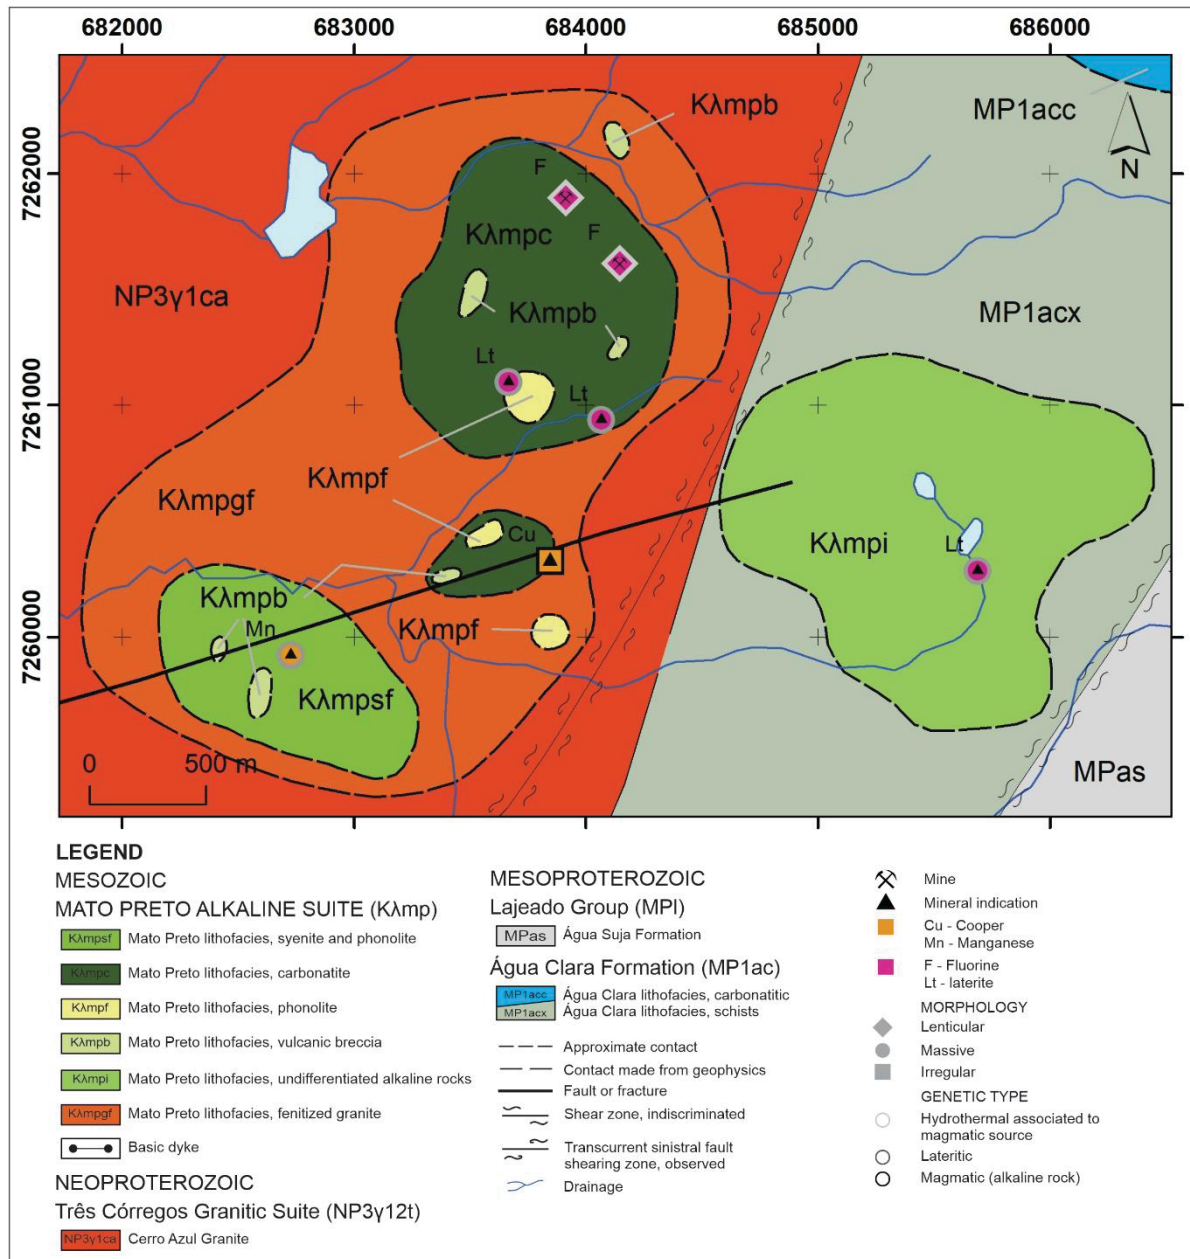 682000 683000 684000 685000 686000
7262000
7261000
7260000
Kλmpb
MP1acc
N
F
Kλmpc
F
NP3γ1ca
Kλmpb
MP1acx
Lt
Lt
Kλmpf
Kλmpgf
Cu
Kλmpi
Lt
Kλmpb
Mn
Kλmpf
Kλmpsf
MPas
0 500 m
LEGEND
MESOZOIC
MATO PRETO ALKALINE SUITE (Kλmp)
Kλmpsf Mato Preto lithofacies, syenite and phonolite
Kλmpc Mato Preto lithofacies, carbonatite
Kλmpf Mato Preto lithofacies, phonolite
Kλmpb Mato Preto lithofacies, vulcanic breccia
Kλmpi Mato Preto lithofacies, undifferentiated alkaline rocks
Kλmpgf Mato Preto lithofacies, fenitized granite
Basic dyke
NEOPROTEROZOIC
Três Córregos Granitic Suite (NP3γ12t)
NP3γ1ca Cerro Azul Granite
MESOPROTEROZOIC
Lajeado Group (MPl)
MPas Água Suja Formation
Água Clara Formation (MP1ac)
MP1acc Água Clara lithofacies, carbonatitic
MP1acx Água Clara lithofacies, schists
Approximate contact
Contact made from geophysics
Fault or fracture
Shear zone, indiscriminated
Transcurrent sinistral fault
shearing zone, observed
Drainage
Mine
Mineral indication
Cu - Cooper
Mn - Manganese
F - Fluorine
Lt - laterite
MORPHOLOGY
Lenticular
Massive
Irregular
GENETIC TYPE
Hydrothermal associated to
magmatic source
Lateritic
Magmatic (alkaline rock)